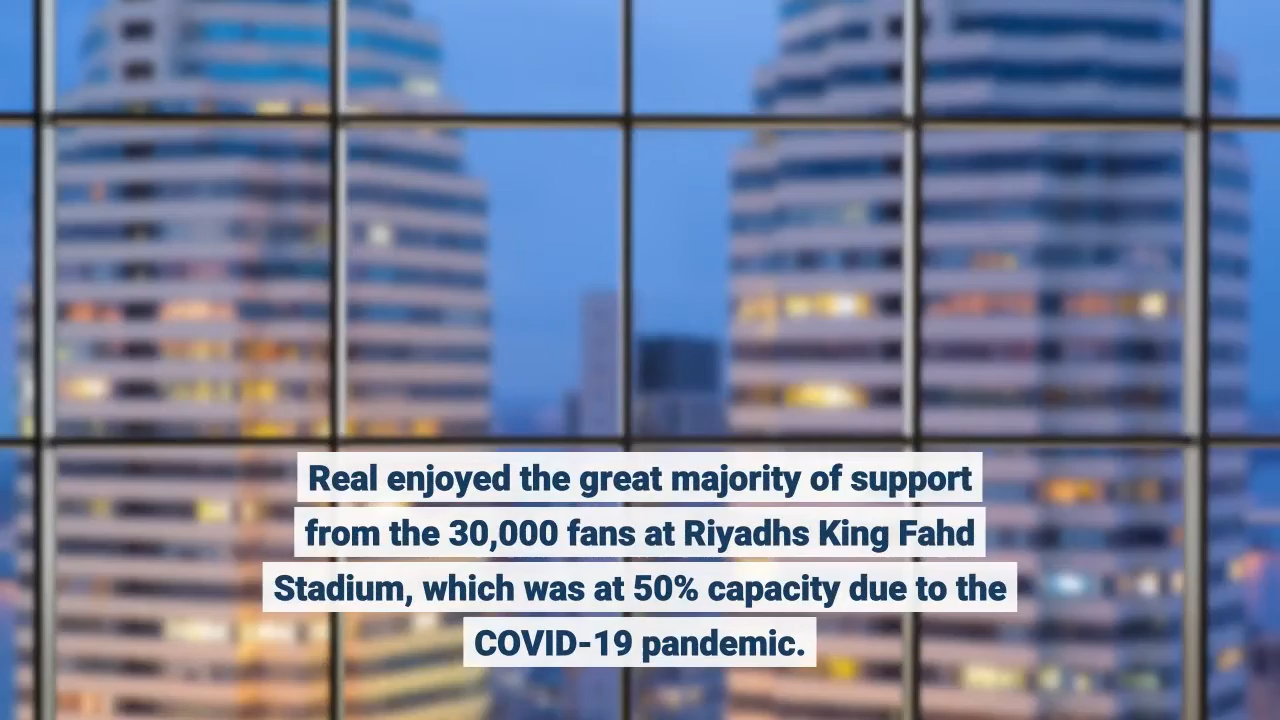 Real enjoyed the great majority of support
from the 30,000 fans at Riyadhs King Fahd
Stadium, which was at 50% capacity due to the
COVID-19 pandemic.